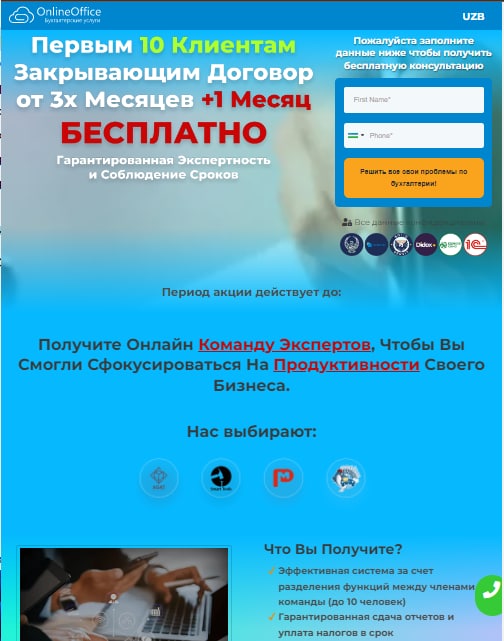 OnlineOffice
Бухгалтерские услуги
UZB
Первым 10 Клиентам
Закрывающим Договор
от 3х Месяцев +1 Месяц
БЕСПЛАТНО
Гарантированная Экспертность
и Соблюдение Сроков
Пожалуйста заполните
данные ниже чтобы получить
бесплатную консультацию
First Name*
Phone*
Решить все свои проблемы по
бухгалтерии!
Все данные конфиденциальны
Didox
1С
Период акции действует до:
Получите Онлайн Команду Экспертов, Чтобы Вы
Смогли Сфокусироваться На Продуктивности Своего
Бизнеса.
Нас выбирают:
Что Вы Получите?
Эффективная система за счет
разделения функций между членами
команды (до 10 человек)
Гарантированная сдача отчетов и
уплата налогов в срок